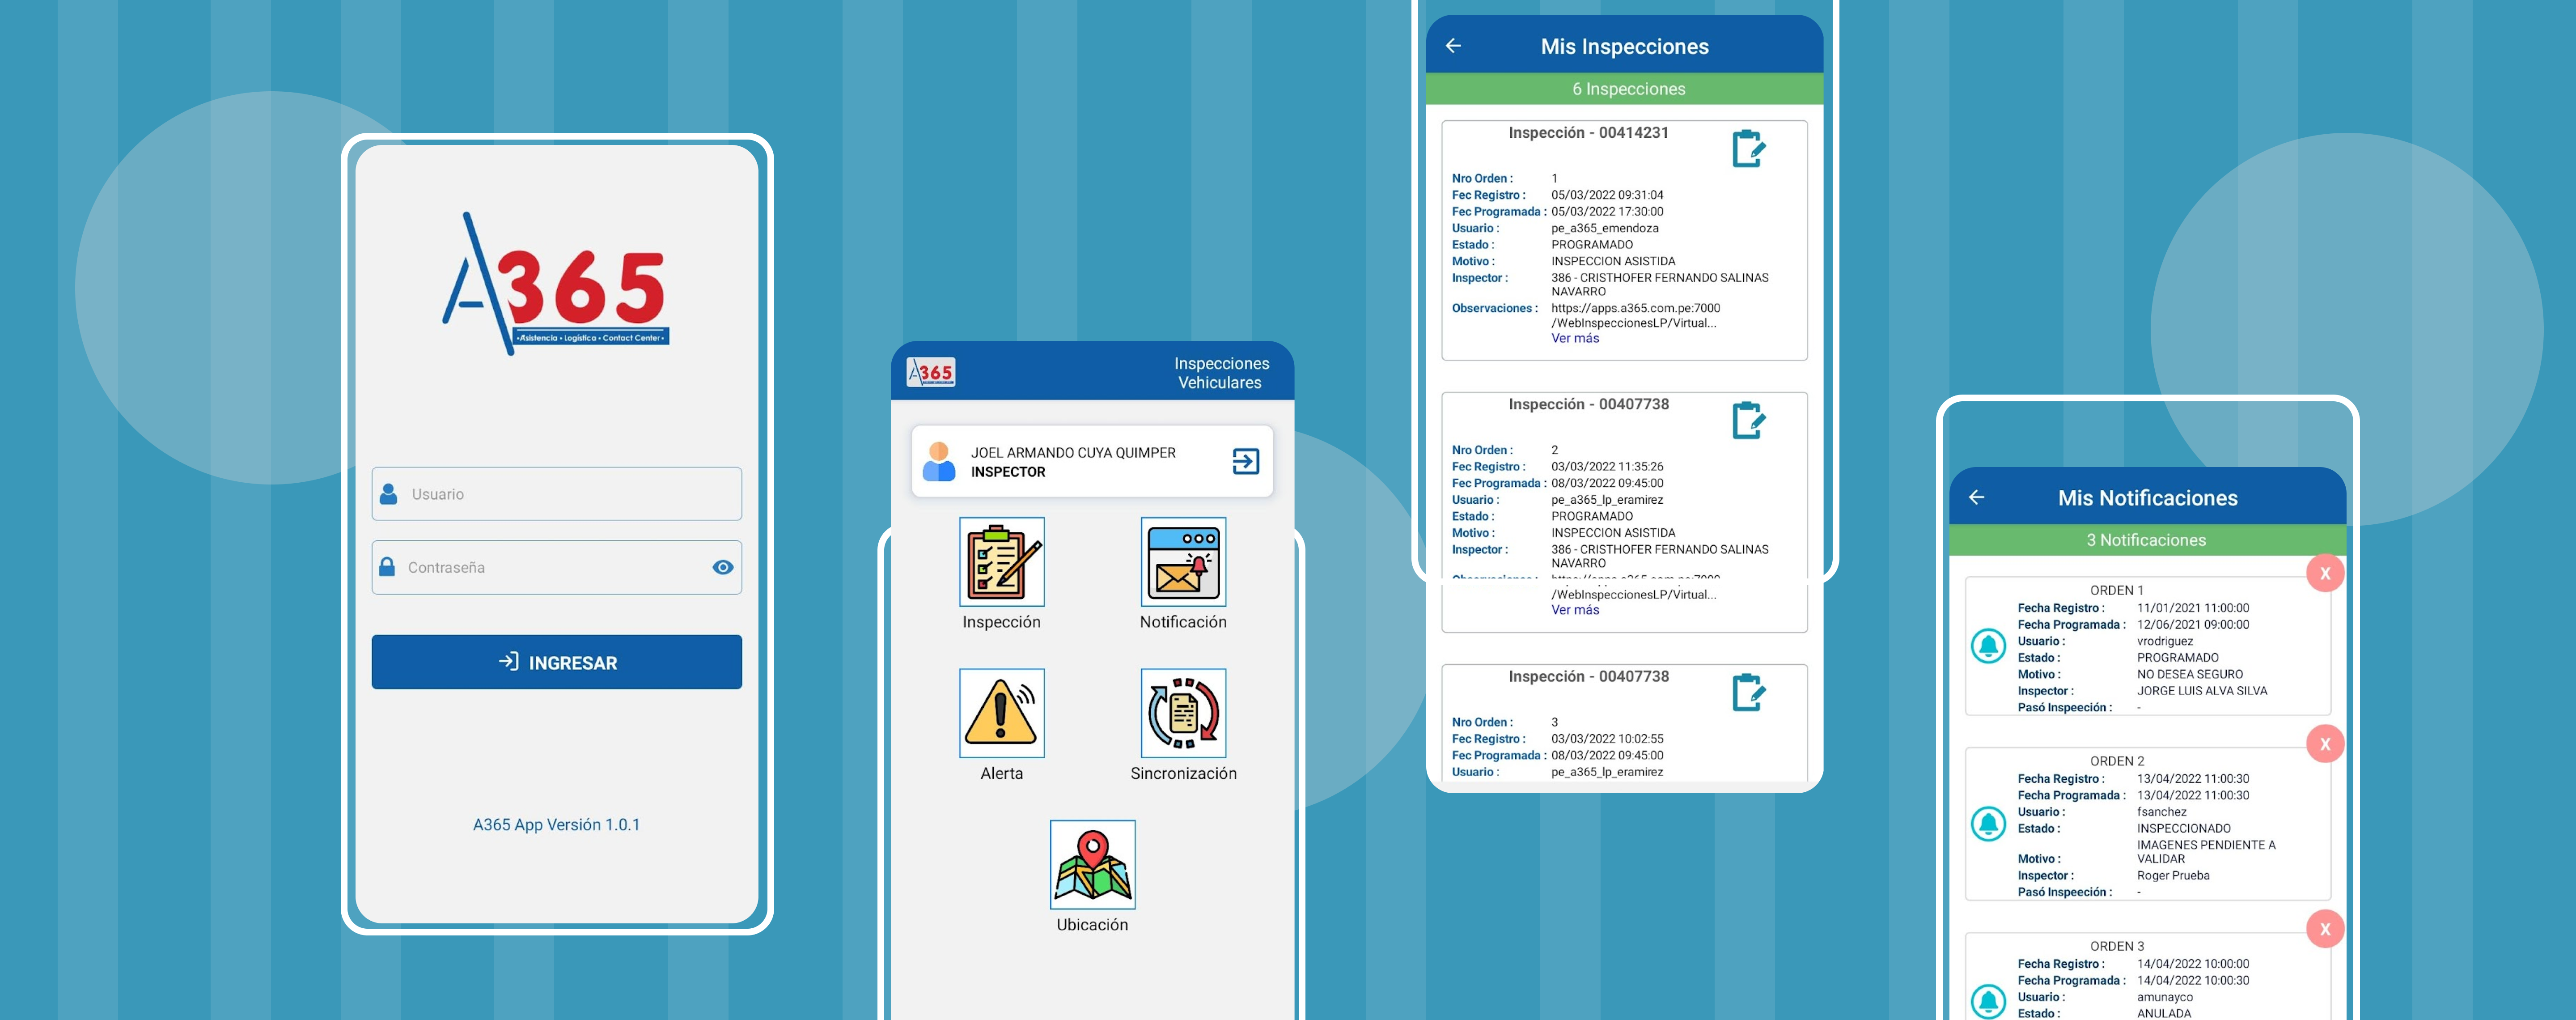 A365
•Asistencia • Logística • Contact Center•
Usuario
Contraseña
INGRESAR
A365 App Versión 1.0.1
A365
Inspecciones
Vehiculares
JOEL ARMANDO CUYA QUIMPER
INSPECTOR
Inspección
Notificación
Alerta
Sincronización
Ubicación
Mis Inspecciones
6 Inspecciones
Inspección - 00414231
Nro Orden : 1
Fec Registro : 05/03/2022 09:31:04
Fec Programada : 05/03/2022 17:30:00
Usuario : pe_a365_emendoza
Estado : PROGRAMADO
Motivo : INSPECCION ASISTIDA
Inspector : 386 - CRISTHOFER FERNANDO SALINAS
NAVARRO
Observaciones : https://apps.a365.com.pe:7000
/WebInspeccionesLP/Virtual...
Ver más
Inspección - 00407738
Nro Orden : 2
Fec Registro : 03/03/2022 11:35:26
Fec Programada : 08/03/2022 09:45:00
Usuario : pe_a365_lp_eramirez
Estado : PROGRAMADO
Motivo : INSPECCION ASISTIDA
Inspector : 386 - CRISTHOFER FERNANDO SALINAS
NAVARRO
Observaciones : https://apps.a365.com.pe:7000
/WebInspeccionesLP/Virtual...
Ver más
Inspección - 00407738
Nro Orden : 3
Fec Registro : 03/03/2022 10:02:55
Fec Programada : 08/03/2022 09:45:00
Usuario : pe_a365_lp_eramirez
Mis Notificaciones
3 Notificaciones
X
ORDEN 1
Fecha Registro : 11/01/2021 11:00:00
Fecha Programada : 12/06/2021 09:00:00
Usuario : vrodriguez
Estado : PROGRAMADO
Motivo : NO DESEA SEGURO
Inspector : JORGE LUIS ALVA SILVA
Pasó Inspeeción : -
X
ORDEN 2
Fecha Registro : 13/04/2022 11:00:30
Fecha Programada : 13/04/2022 11:00:30
Usuario : fsanchez
Estado : INSPECCIONADO
IMAGENES PENDIENTE A
Motivo : VALIDAR
Inspector : Roger Prueba
Pasó Inspeeción : -
X
ORDEN 3
Fecha Registro : 14/04/2022 10:00:00
Fecha Programada : 14/04/2022 10:00:30
Usuario : amunayco
Estado : ANULADA